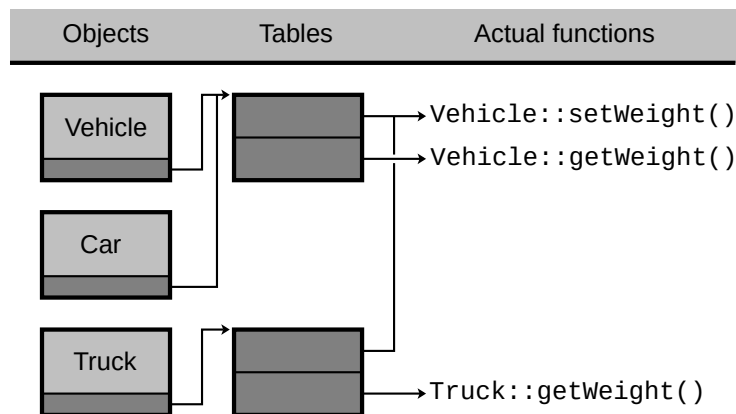 Objects Tables Actual functions
Vehicle
Vehicle::setWeight()
Vehicle::getWeight()
Car
Truck
Truck::getWeight()